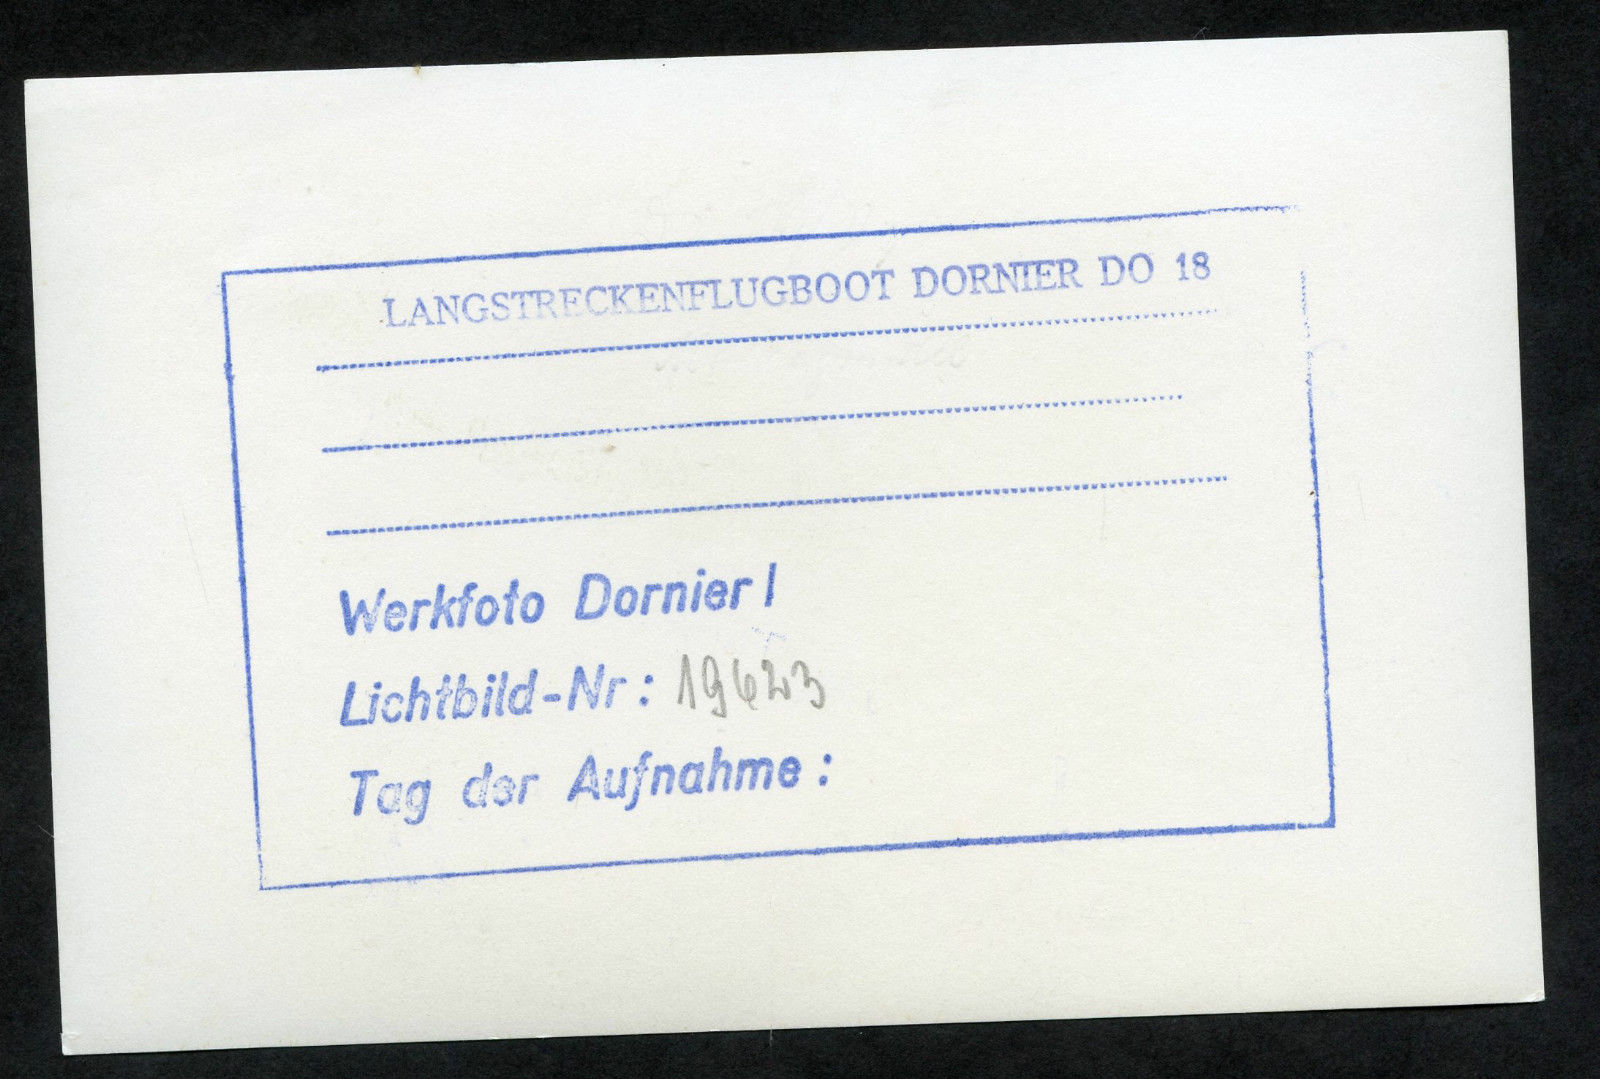 LANGSTRECKENFLUGBOOT DORNIER DO 18
Werkfoto Dornier!
Lichtbild-Nr: 19623
Tag der Aufnahme: